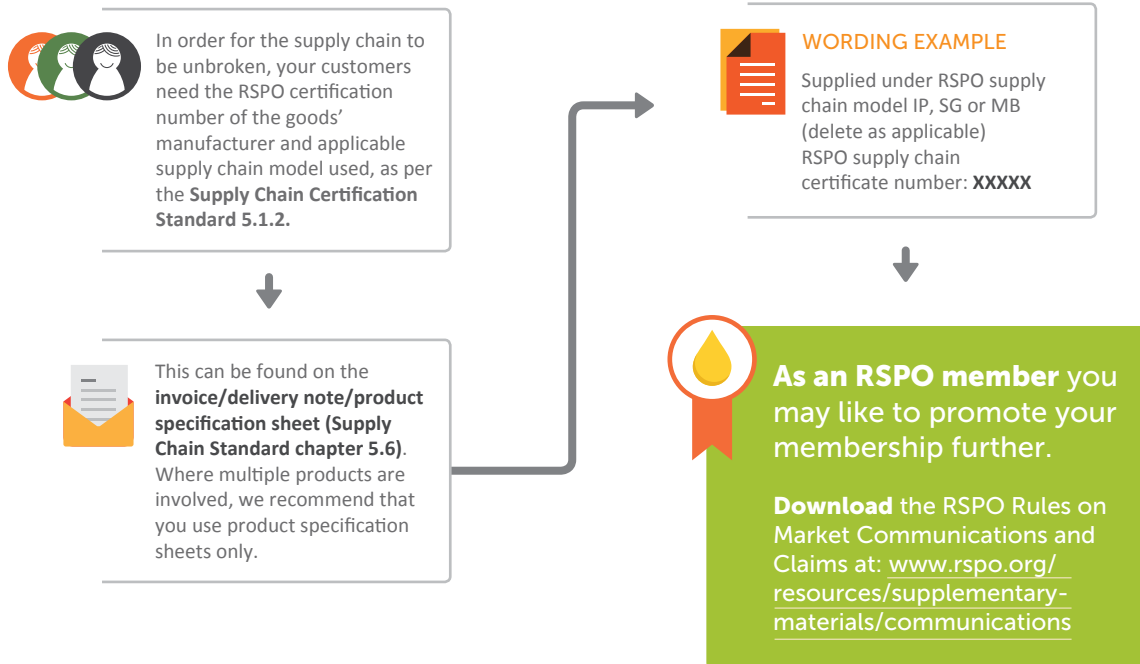 In order for the supply chain to
be unbroken, your customers
need the RSPO certification
number of the goods’
manufacturer and applicable
supply chain model used, as per
the Supply Chain Certification
Standard 5.1.2.
This can be found on the
invoice/delivery note/product
specification sheet (Supply
Chain Standard chapter 5.6).
Where multiple products are
involved, we recommend that
you use product specification
sheets only.
WORDING EXAMPLE
Supplied under RSPO supply
chain model IP, SG or MB
(delete as applicable)
RSPO supply chain
certificate number: XXXXX
As an RSPO member you
may like to promote your
membership further.
Download the RSPO Rules on
Market Communications and
Claims at: www.rspo.org/
resources/supplementary-
materials/communications